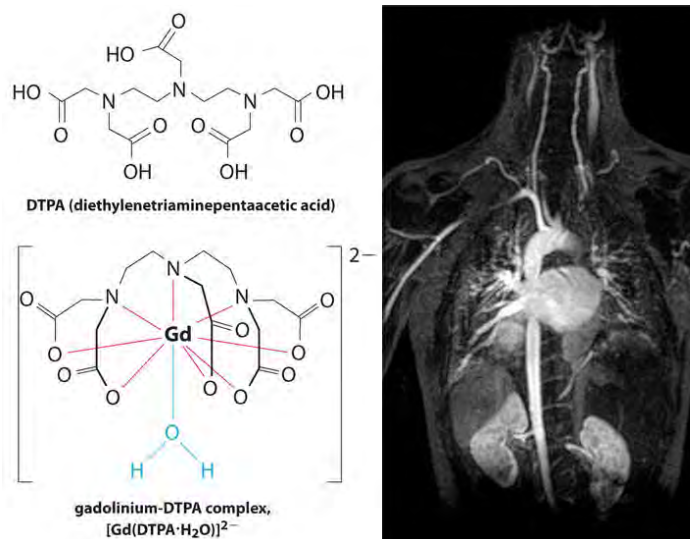 O
HO
O
O
HO
N
N
N
OH
O
O
O
OH
OH
DTPA (diethylenetriaminepentaacetic acid)
2−
N
N
N
O
O
O
O
Gd
O
O
O
O
O
O
O
H
H
gadolinium-DTPA complex,
[Gd(DTPA·H₂O)]²⁻